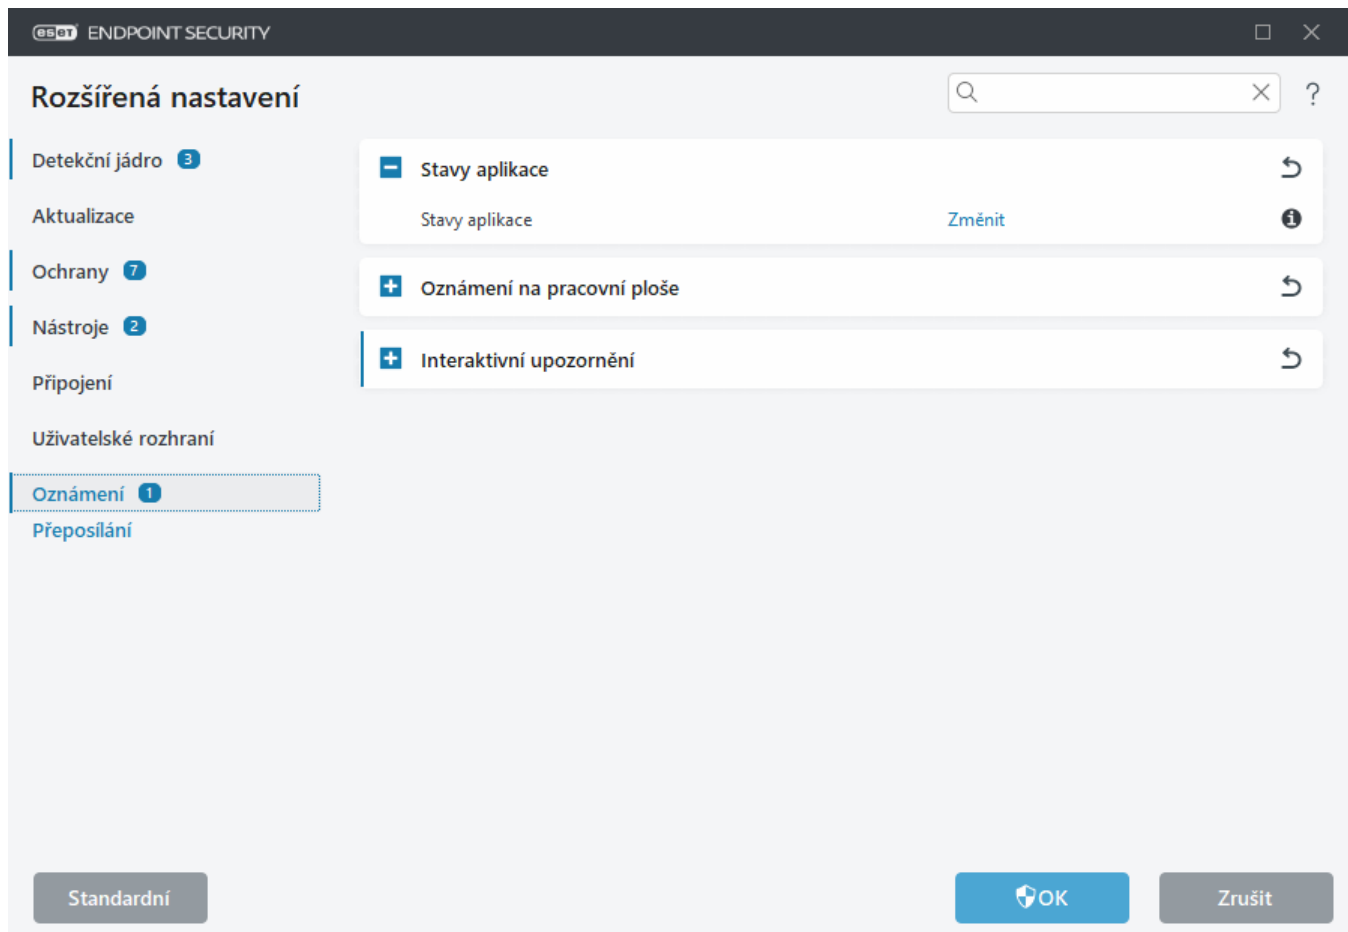 eset ENDPOINT SECURITY
Rozšířená nastavení
?
Detekční jádro 3
Aktualizace
Ochrany 7
Nástroje 2
Připojení
Uživatelské rozhraní
Oznámení 1
Přeposílání
Stavy aplikace
Stavy aplikace Změnit
Oznámení na pracovní ploše
Interaktivní upozornění
Standardní
OK
Zrušit